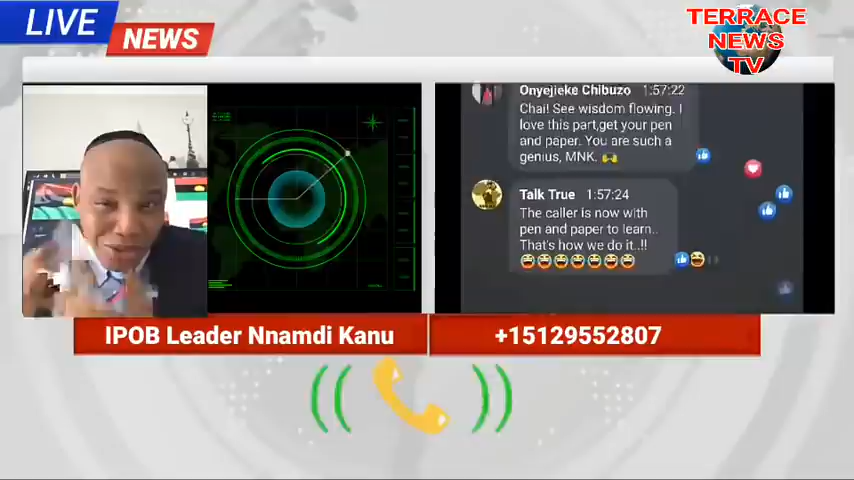 LIVE
NEWS
TERRACE
NEWS
TV
Onyejieke Chibuzo 1:57:22
Chai! See wisdom flowing. I
love this part,get your pen
and paper. You are such a
genius, MNK.
Talk True 1:57:24
The caller is now with
pen and paper to learn..
That's how we do it..!!
IPOB Leader Nnamdi Kanu
+15129552807